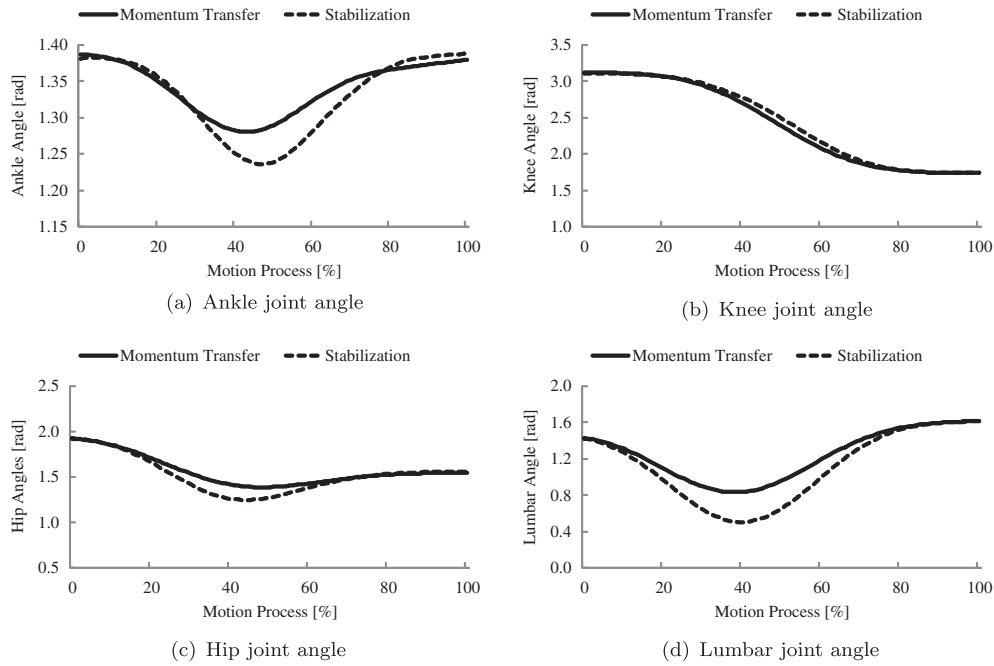 Momentum Transfer Stabilization
1.40
1.35
1.30
1.25
1.20
1.15
Ankle Angle [rad]
0 20 40 60 80 100
Motion Process [%]
(a) Ankle joint angle
Momentum Transfer Stabilization
3.5
3.0
2.5
2.0
1.5
1.0
Knee Angle [rad]
0 20 40 60 80 100
Motion Process [%]
(b) Knee joint angle
Momentum Transfer Stabilization
2.5
2.0
1.5
1.0
0.5
Hip Angles [rad]
0 20 40 60 80 100
Motion Process [%]
(c) Hip joint angle
Momentum Transfer Stabilization
2.0
1.6
1.2
0.8
0.4
0.0
Lumbar Angle [rad]
0 20 40 60 80 100
Motion Process [%]
(d) Lumbar joint angle